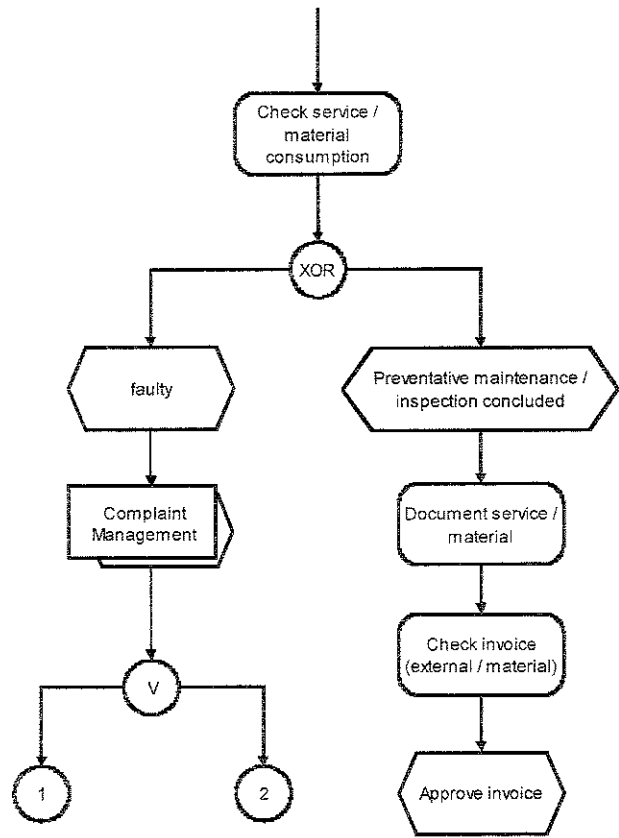 Check service /
material
consumption
XOR
faulty
Preventative maintenance /
inspection concluded
Complaint
Management
Document service /
material
Check invoice
(external / material)
V
1
2
Approve invoice